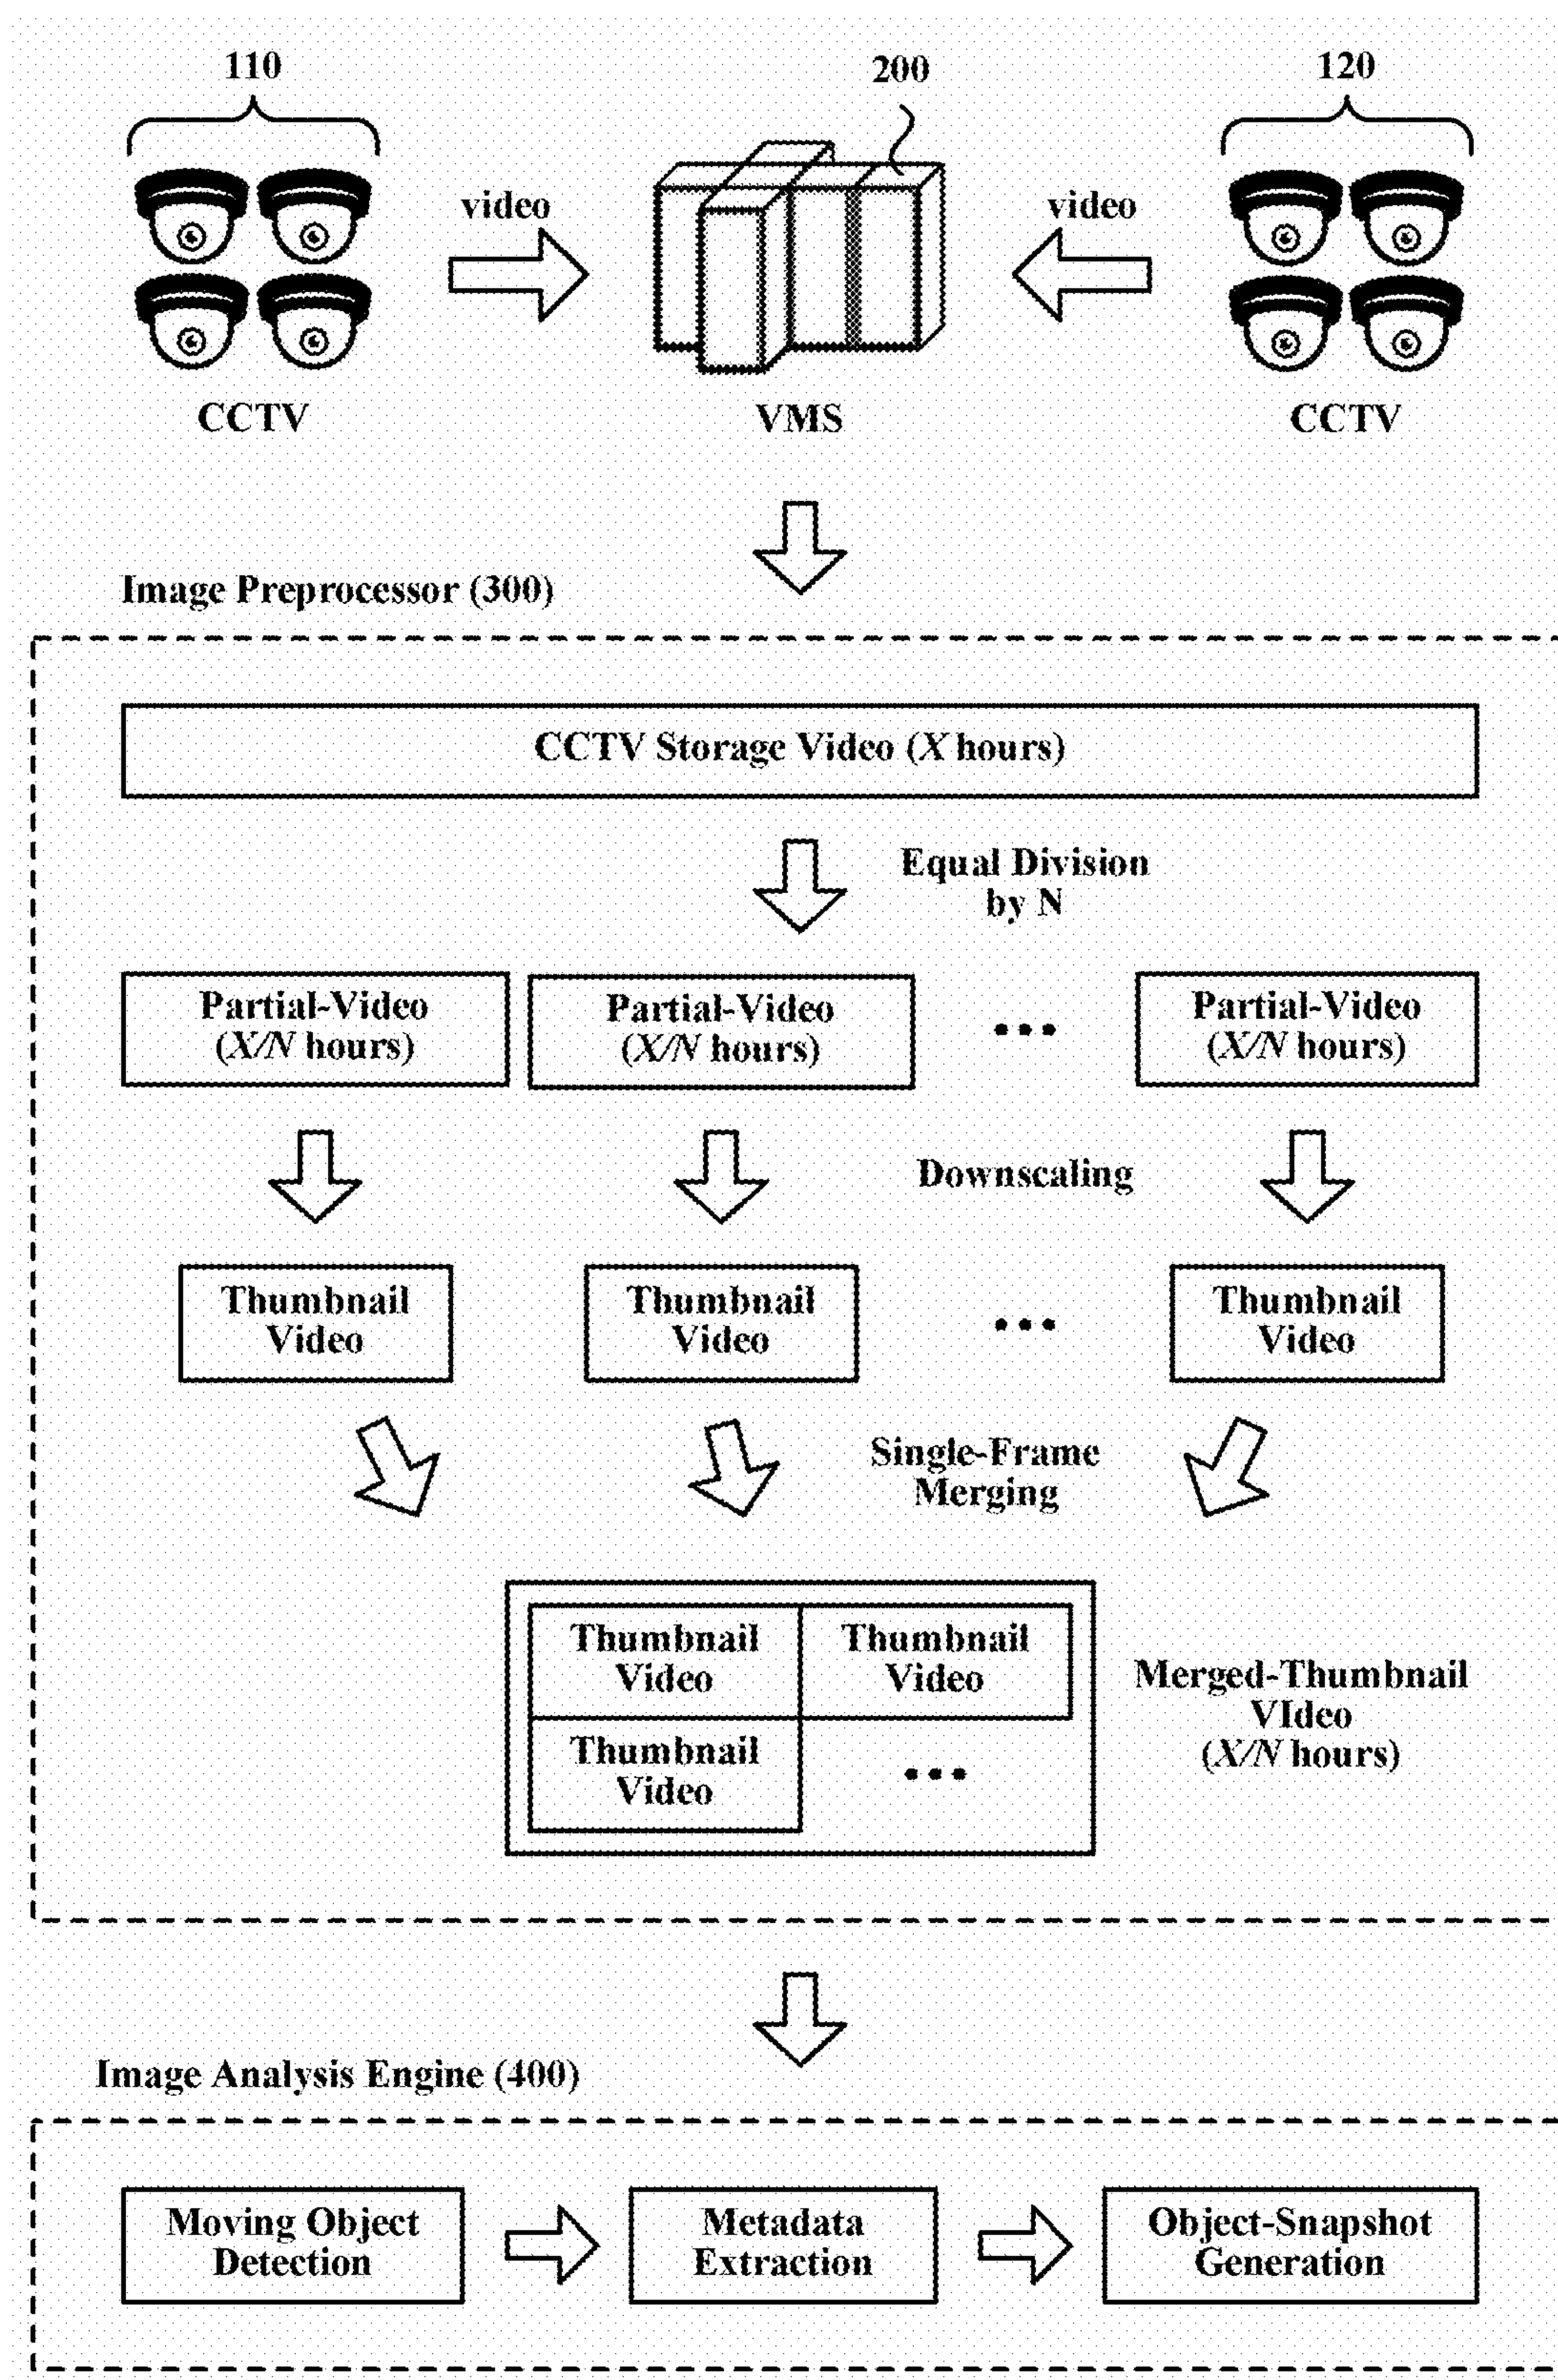 110
200
120
video
video
CCTV
VMS
CCTV
Image Preprocessor (300)
CCTV Storage Video (X hours)
Equal Division
by N
Partial-Video
(X/N hours)
Partial-Video
(X/N hours)
•••
Partial-Video
(X/N hours)
Downscaling
Thumbnail
Video
Thumbnail
Video
•••
Thumbnail
Video
Single-Frame
Merging
Thumbnail
Video
Thumbnail
Video
Thumbnail
Video
•••
Merged-Thumbnail
VIdeo
(X/N hours)
Image Analysis Engine (400)
Moving Object
Detection
Metadata
Extraction
Object-Snapshot
Generation